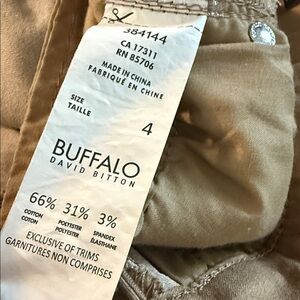 384144
CA 17311
RN 85706
MADE IN CHINA
FABRIQUÉ EN CHINE
SIZE
TAILLE
4
BUFFALO
DAVID BITTON
66% 31% 3%
COTTON POLYESTER SPANDEX
COTON POLYESTER ELASTHANE
EXCLUSIVE OF TRIMS
GARNITURES NON COMPRISES